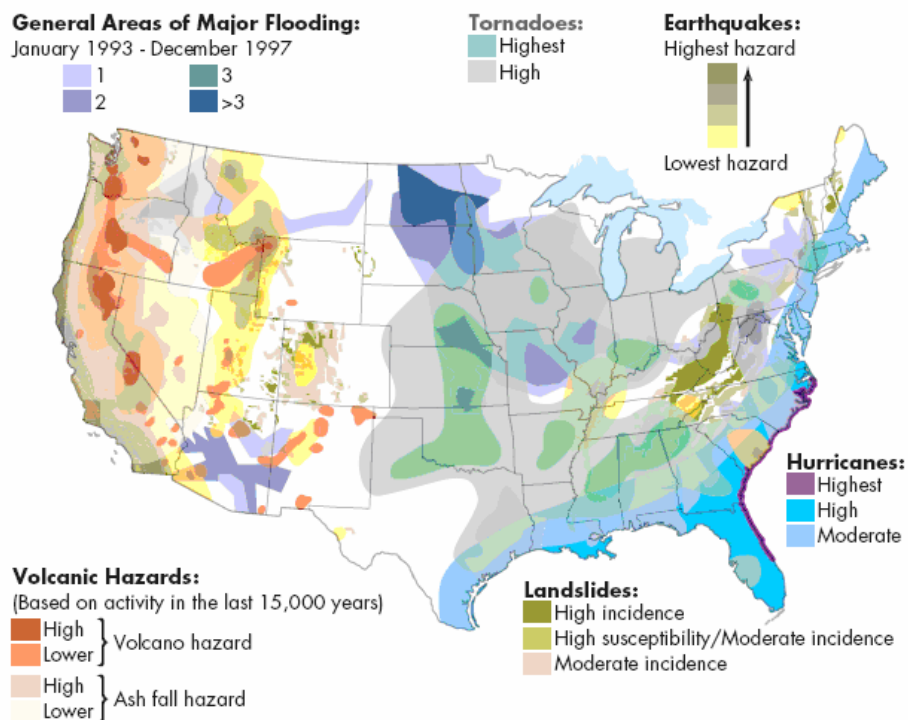 General Areas of Major Flooding:
January 1993 - December 1997
1
2
3
>3
Tornadoes:
Highest
High
Earthquakes:
Highest hazard
Lowest hazard
Hurricanes:
Highest
High
Moderate
Volcanic Hazards:
(Based on activity in the last 15,000 years)
High
Lower
Volcano hazard
High
Lower
Ash fall hazard
Landslides:
High incidence
High susceptibility/Moderate incidence
Moderate incidence